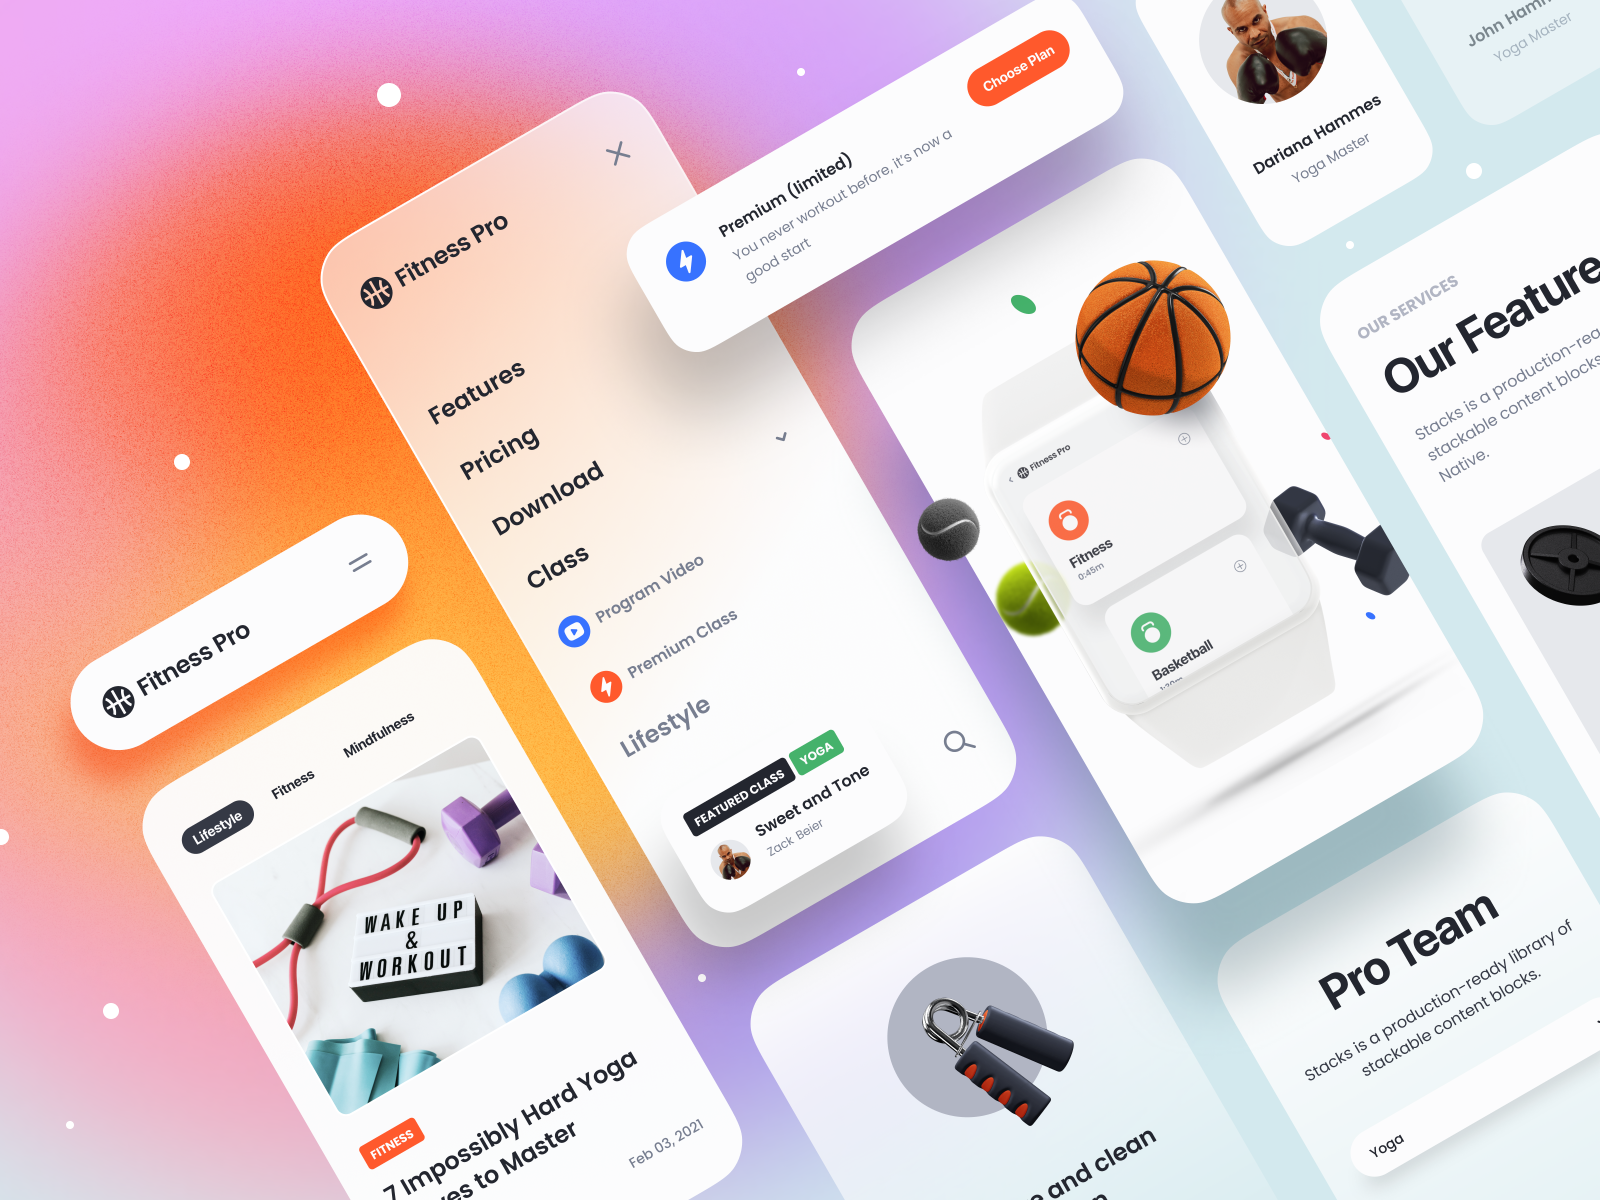 Fitness Pro
Lifestyle
Fitness
Mindfulness
WAKE UP
&
WORKOUT
FITNESS
7 Impossibly Hard Yoga
to Master
Feb 03, 2021
Fitness Pro
Features
Pricing
Download
Class
Program Video
Premium Class
Lifestyle
FEATURED CLASS
YOGA
Sweet and Tone
Zack Beier
Premium (limited)
You never workout before, it's now a
good start
Choose Plan
Fitness Pro
Fitness
0:45m
Basketball
and clean
Dariana Hammes
Yoga Master
John
Yoga Master
OUR SERVICES
Our Feature
Stacks is a production-rea
stackable content blocks
Native.
Pro Team
Stacks is a production-ready library of
stackable content blocks.
Yoga